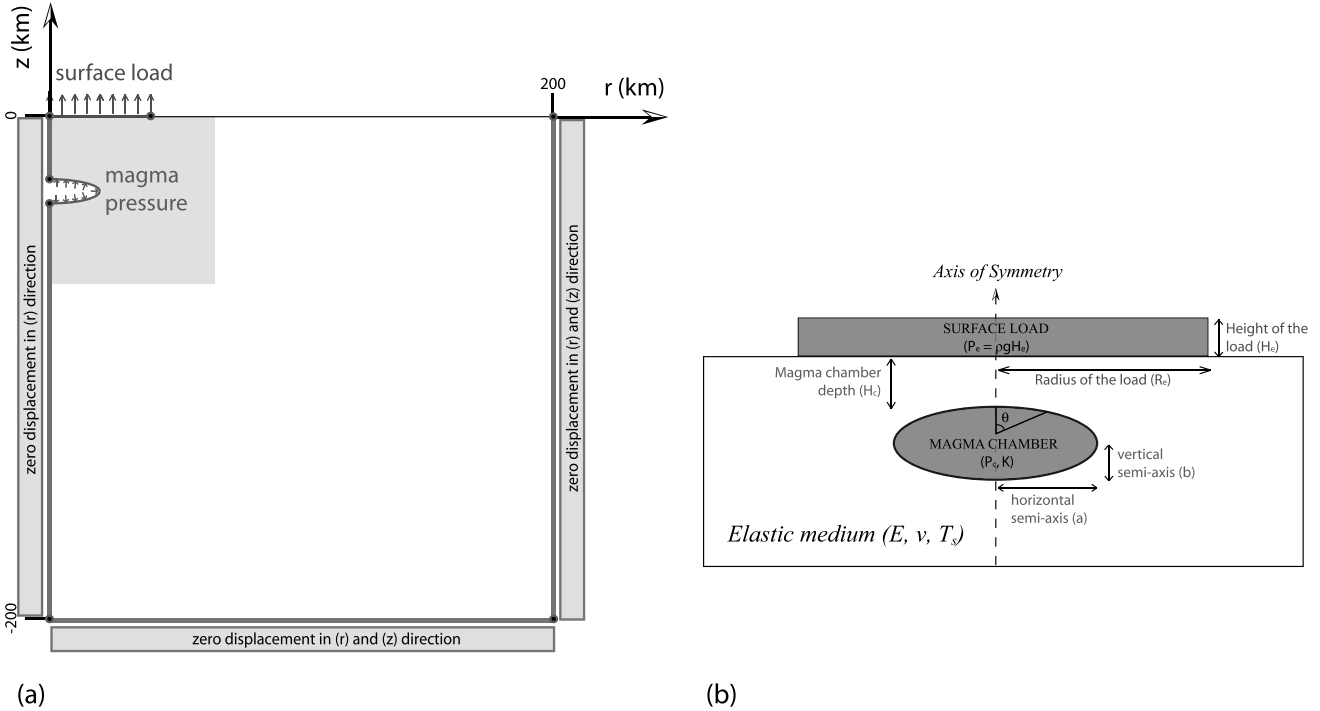 z (km)
surface load
200
r (km)
0
magma
pressure
zero displacement in (r) direction
zero displacement in (r) and (z) direction
-200
zero displacement in (r) and (z) direction
(a)
Axis of Symmetry
SURFACE LOAD
(Pe = ρgHe)
Height of the
load (He)
Magma chamber
depth (Hc)
Radius of the load (Re)
θ
MAGMA CHAMBER
(Pc, K)
vertical
semi-axis (b)
horizontal
semi-axis (a)
Elastic medium (E, ν, Ts)
(b)